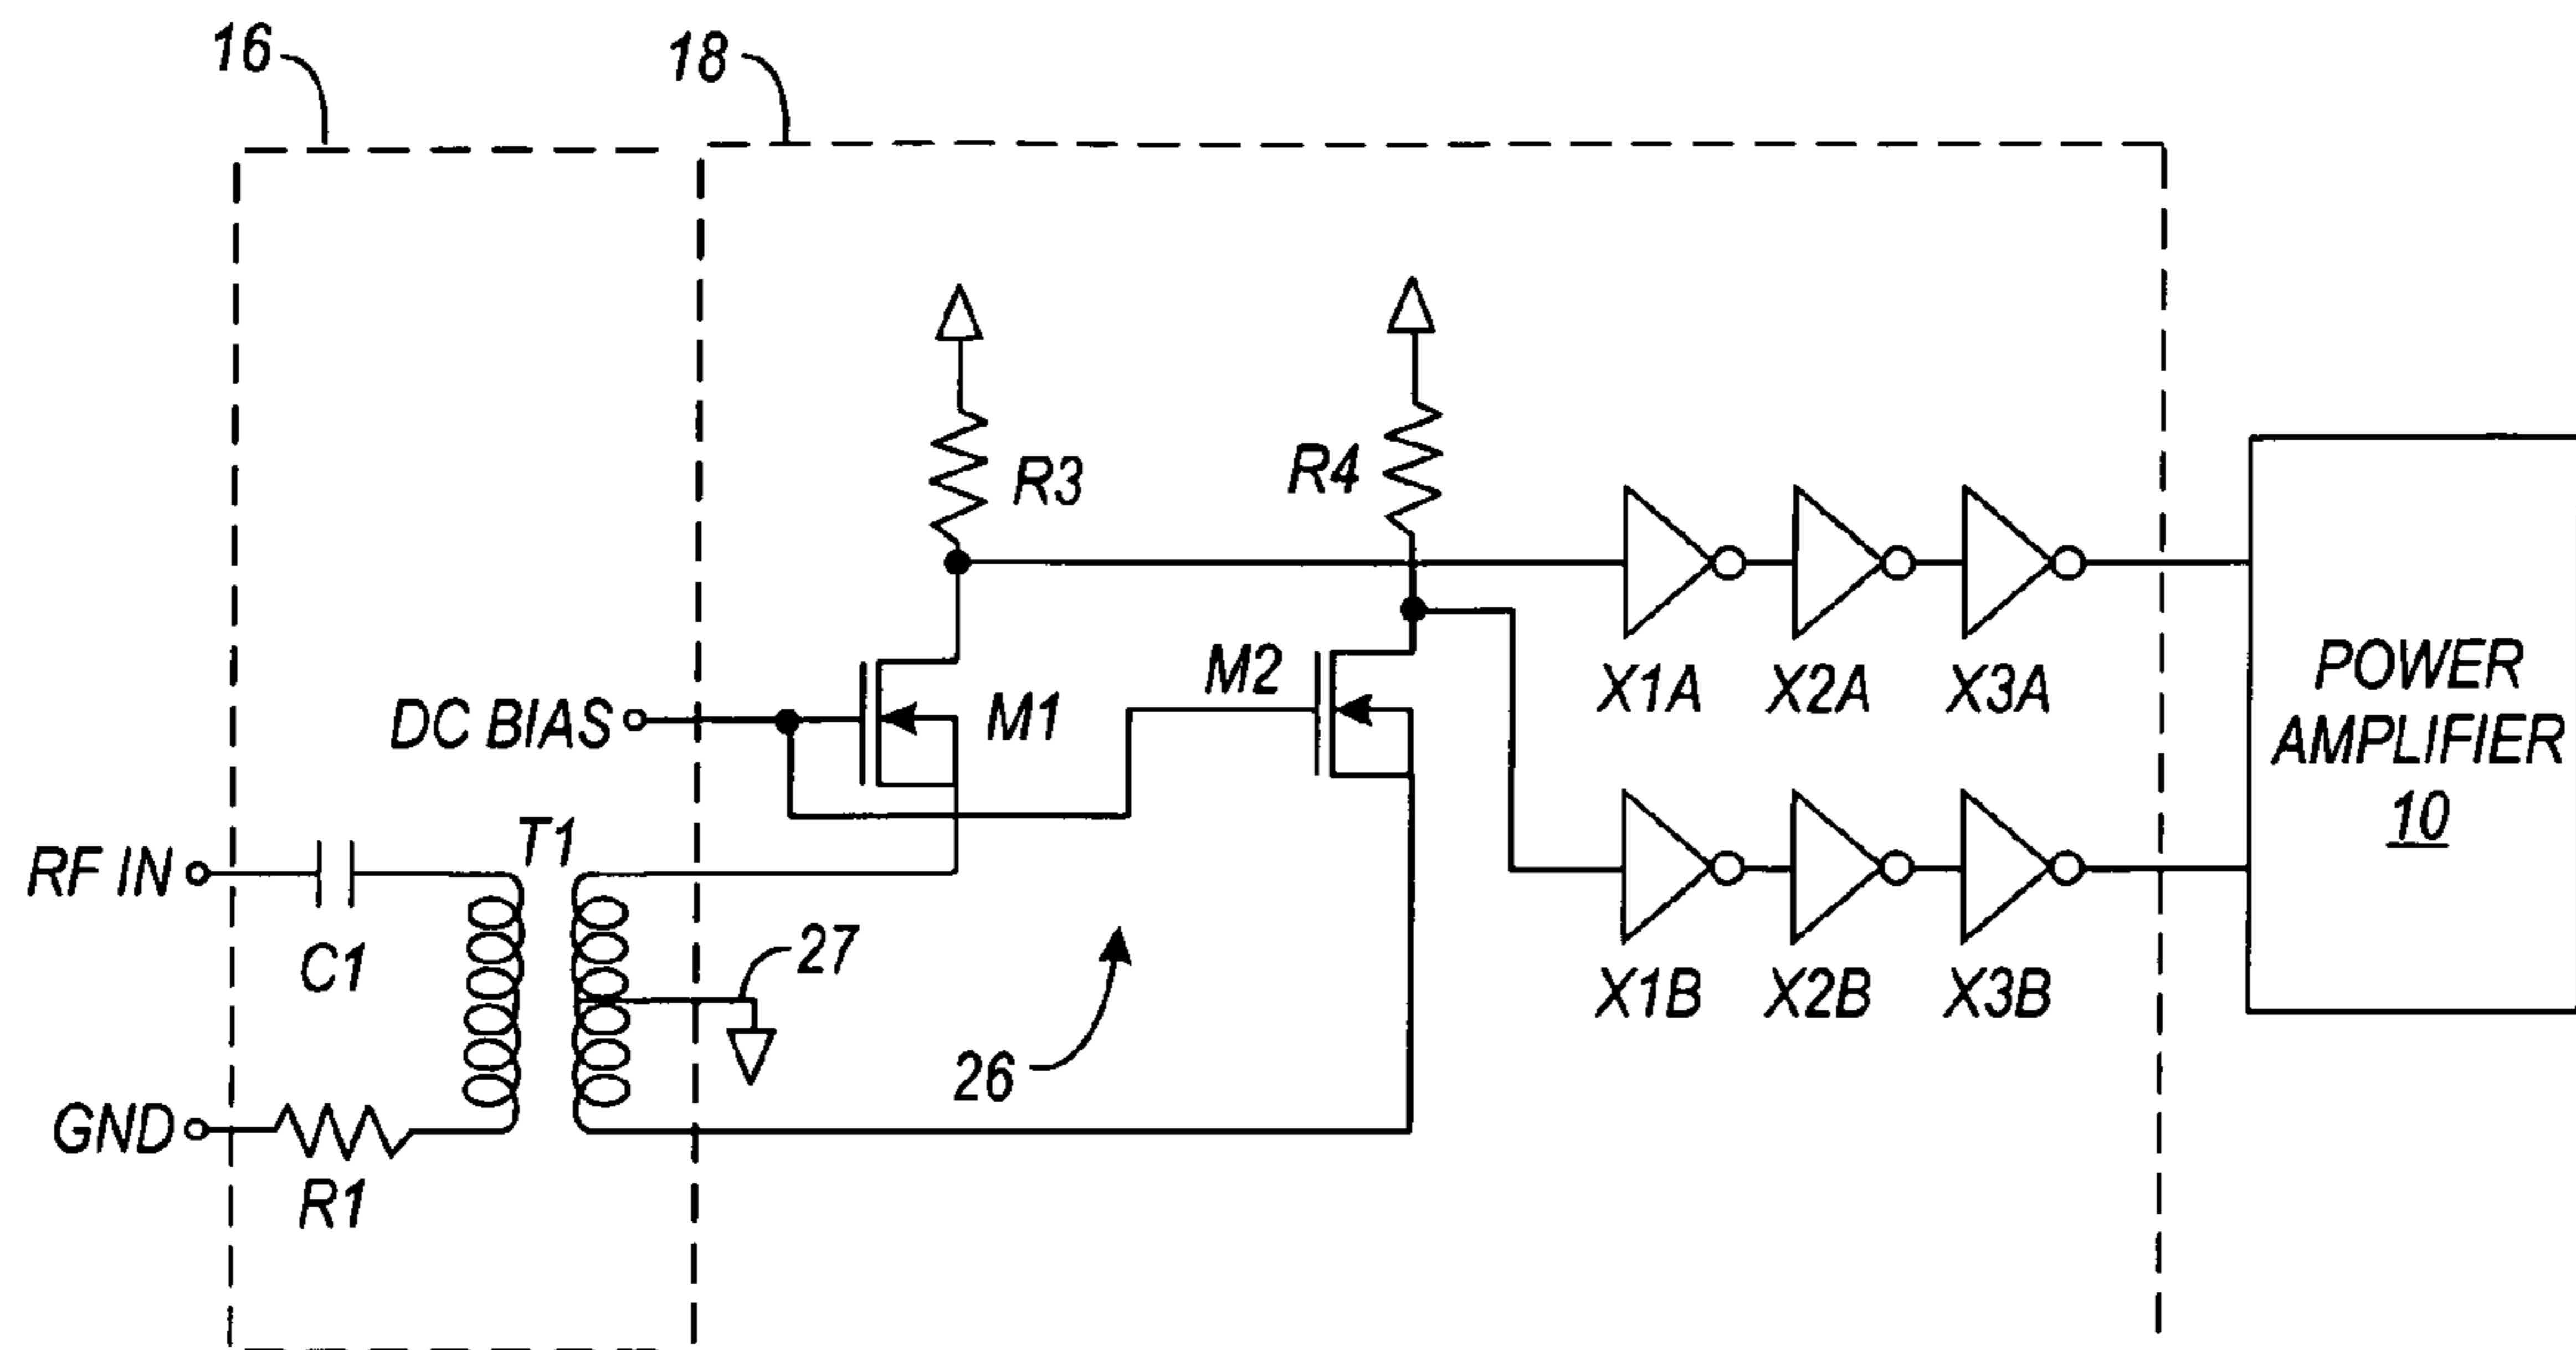 16
18
R3
R4
M2
X1A
X2A
X3A
POWER
AMPLIFIER
10
DC BIAS
M1
T1
RF IN
C1
27
X1B
X2B
X3B
26
GND
R1